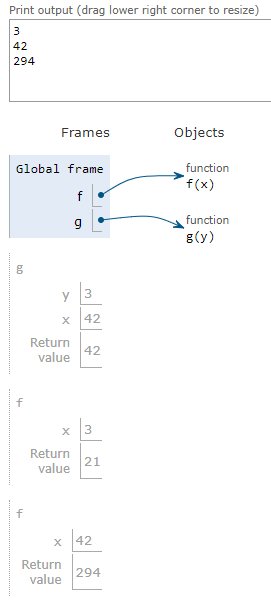 Print output (drag lower right corner to resize)
3
42
294
Frames Objects
Global frame
f
g
function
f(x)
function
g(y)
g
y 3
x 42
Return
value 42
f
x 3
Return
value 21
f
x 42
Return
value 294